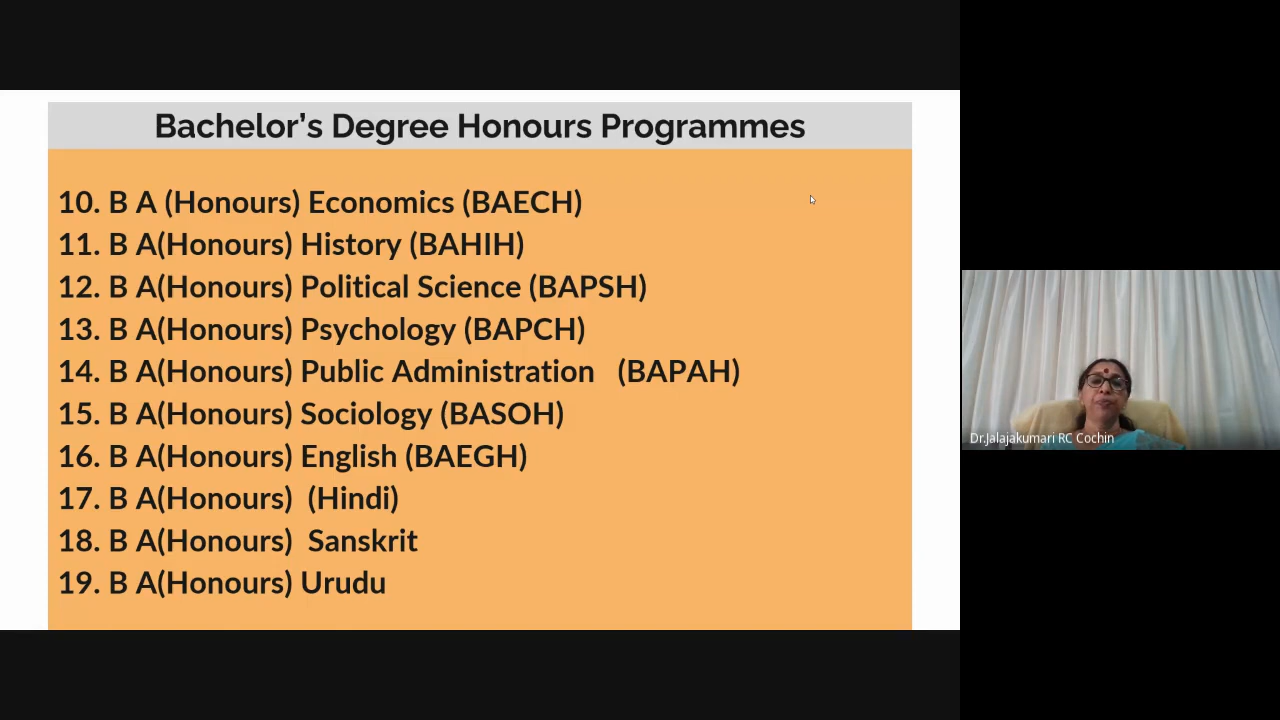 Bachelor’s Degree Honours Programmes
10. B A (Honours) Economics (BAECH)
11. B A(Honours) History (BAHIH)
12. B A(Honours) Political Science (BAPSH)
13. B A(Honours) Psychology (BAPCH)
14. B A(Honours) Public Administration (BAPAH)
15. B A(Honours) Sociology (BASOH)
16. B A(Honours) English (BAEGH)
17. B A(Honours) (Hindi)
18. B A(Honours) Sanskrit
19. B A(Honours) Urudu
Dr.Jalajakumari RC Cochin